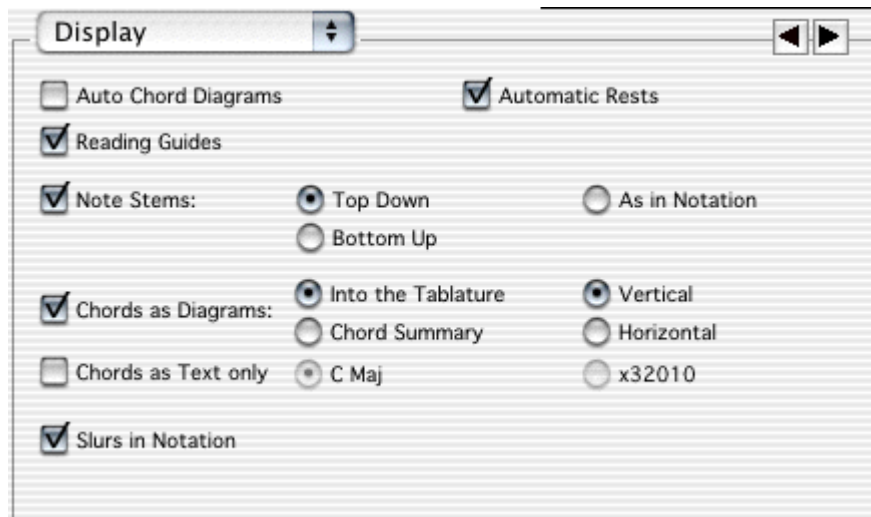 Display
Auto Chord Diagrams Automatic Rests
Reading Guides
Note Stems: Top Down As in Notation
Bottom Up
Into the Tablature Vertical
Chords as Diagrams:
Chord Summary Horizontal
Chords as Text only C Maj x32010
Slurs in Notation